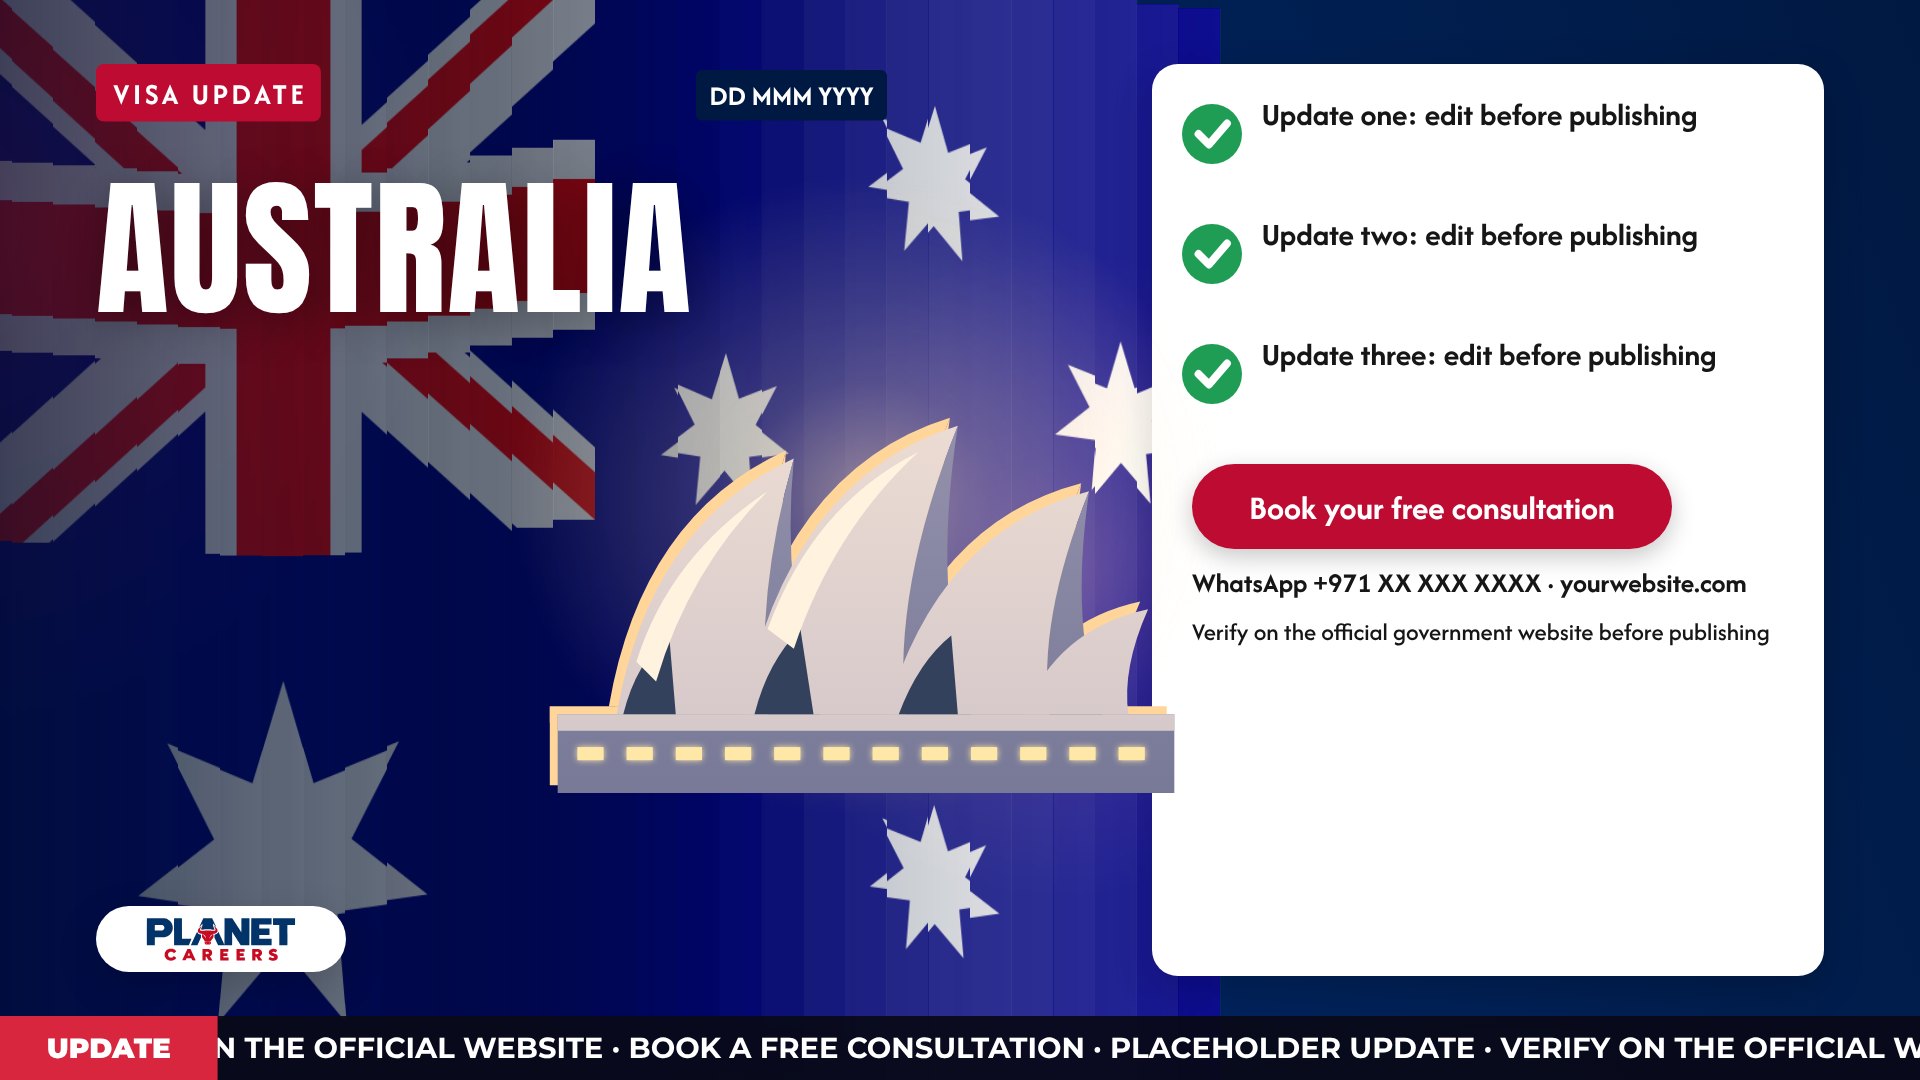 VISA UPDATE
DD MMM YYYY
AUSTRALIA
Update one: edit before publishing
Update two: edit before publishing
Update three: edit before publishing
Book your free consultation
WhatsApp +971 XX XXX XXXX · yourwebsite.com
Verify on the official government website before publishing
PLANET
CAREERS
UPDATE
N THE OFFICIAL WEBSITE · BOOK A FREE CONSULTATION · PLACEHOLDER UPDATE · VERIFY ON THE OFFICIAL W